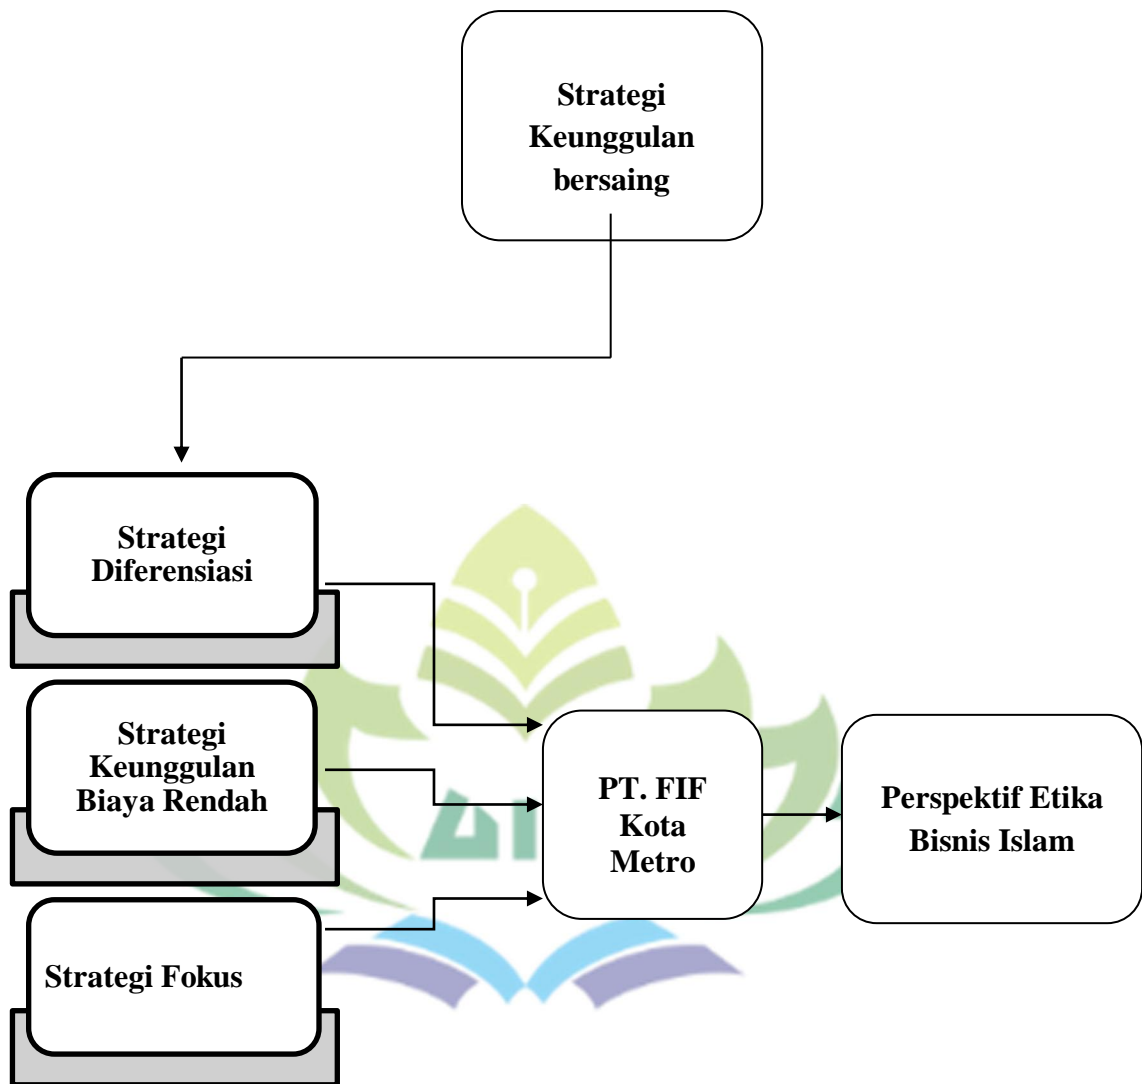 Strategi
Keunggulan
bersaing
Strategi
Diferensiasi
Strategi
Keunggulan
Biaya Rendah
Strategi Fokus
PT. FIF
Kota
Metro
Perspektif Etika
Bisnis Islam